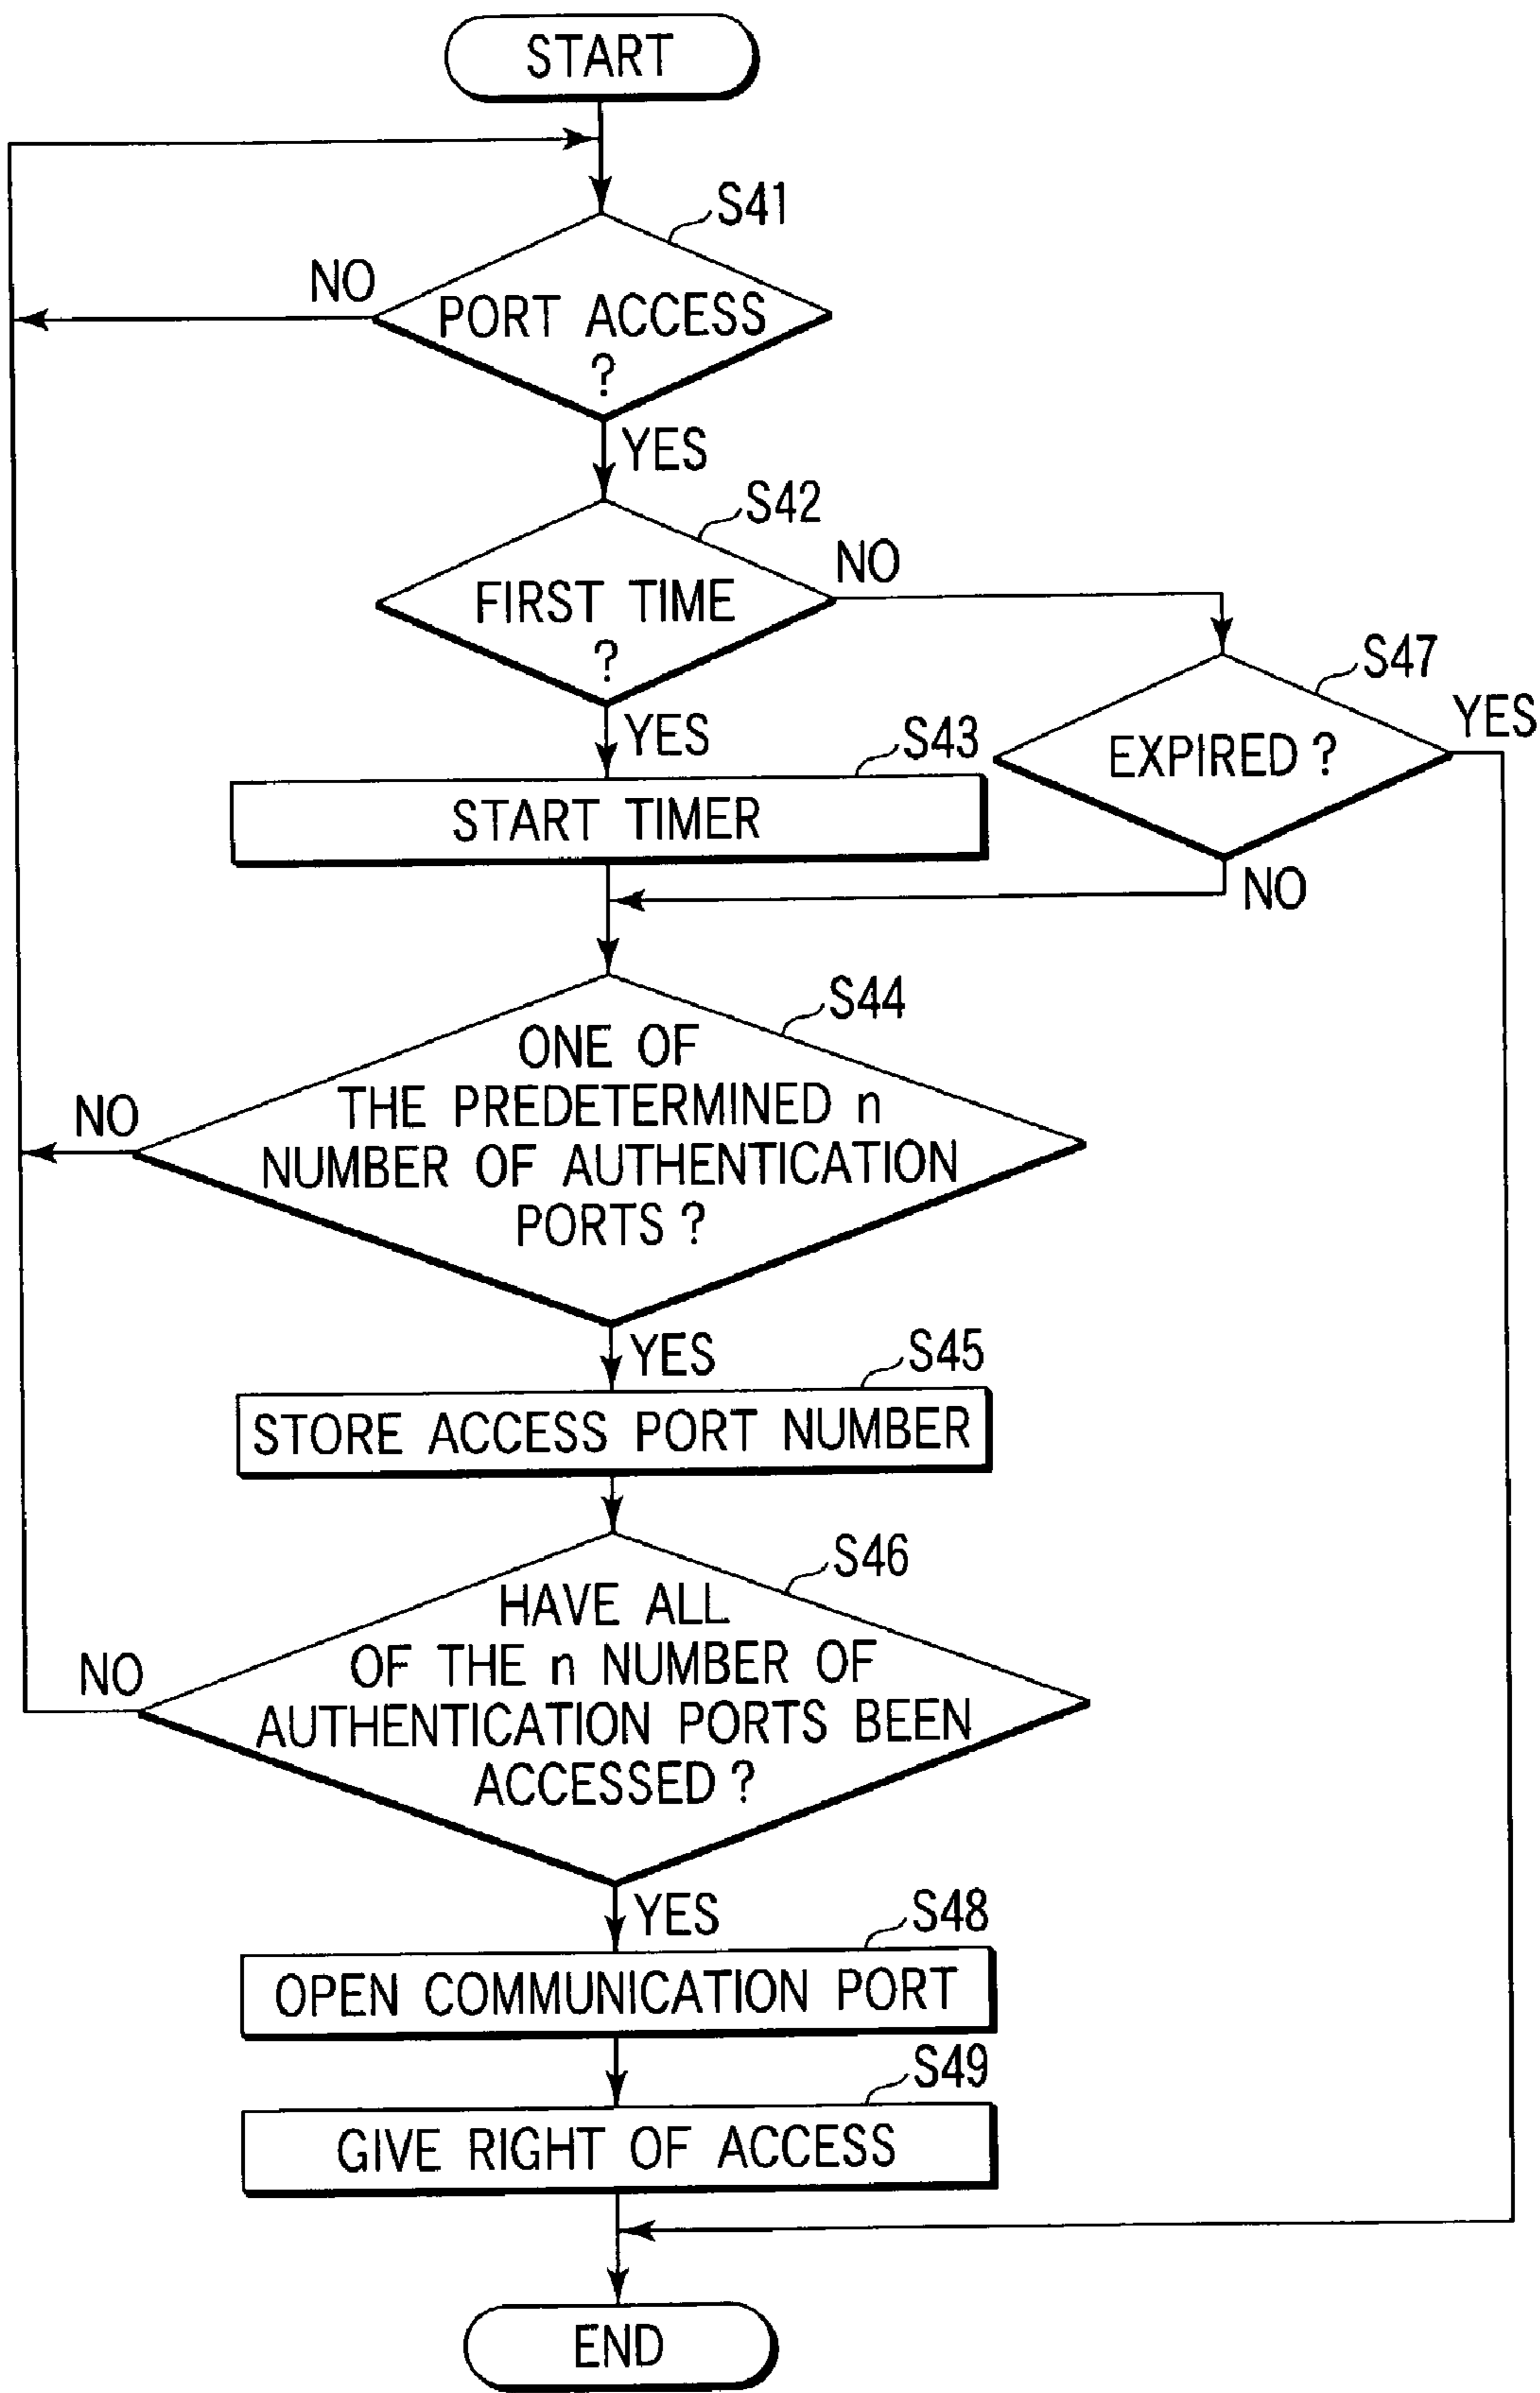 START
S41
NO
PORT ACCESS
?
YES
S42
NO
FIRST TIME
?
S47
YES
YES
S43
EXPIRED ?
START TIMER
NO
S44
ONE OF
THE PREDETERMINED n
NO
NUMBER OF AUTHENTICATION
PORTS ?
YES
S45
STORE ACCESS PORT NUMBER
S46
HAVE ALL
OF THE n NUMBER OF
NO
AUTHENTICATION PORTS BEEN
ACCESSED ?
YES
S48
OPEN COMMUNICATION PORT
S49
GIVE RIGHT OF ACCESS
END